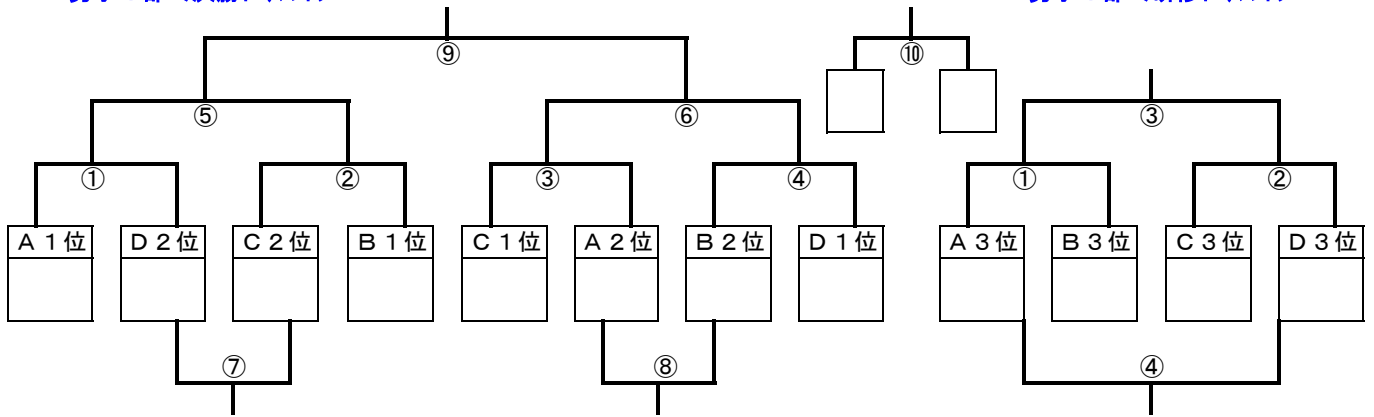 ⑨ ⑩
⑤ ⑥ ③
① ② ③ ④ ① ②
A1位 D2位 C2位 B1位 C1位 A2位 B2位 D1位 A3位 B3位 C3位 D3位
⑦ ⑧ ④